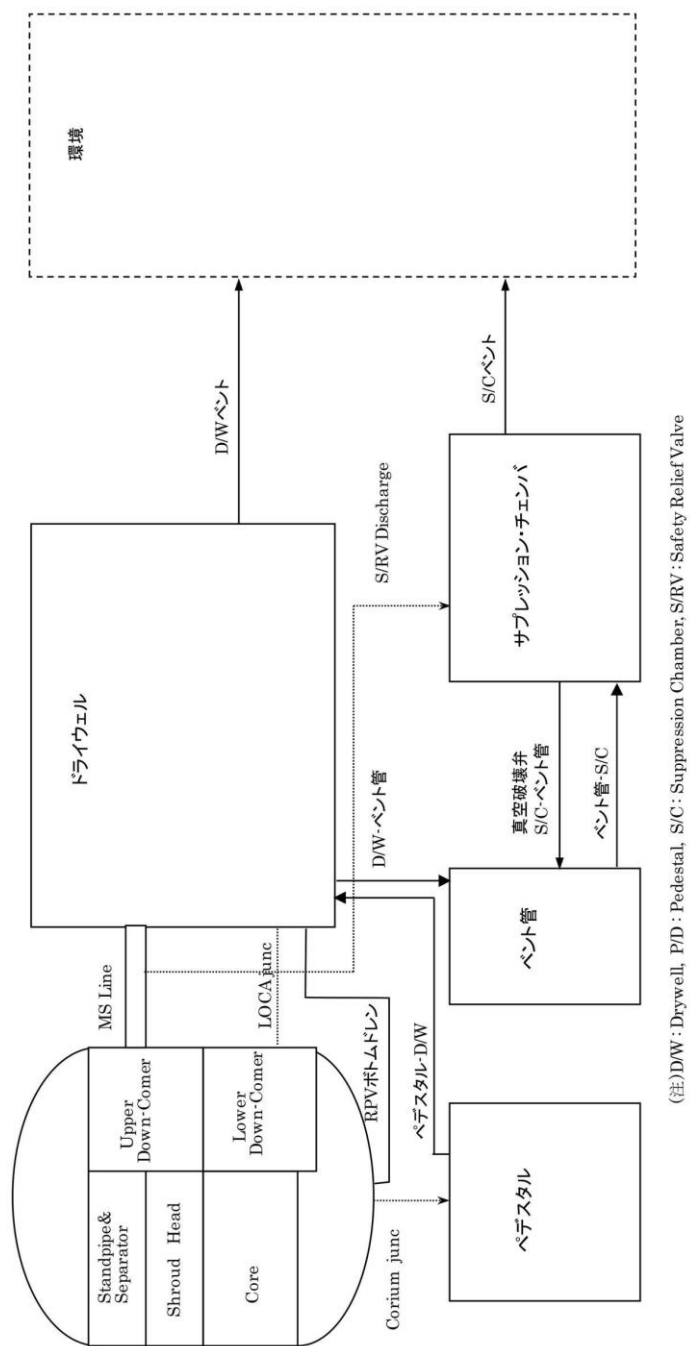 Standpipe&
Separator
Shroud Head
Core
Upper
Down-Comer
Lower
Down-Comer
MS Line
LOCA junc
RPVボトムドレン
Corium junc
ペデスタル-D/W
ペデスタル
ドライウェル
D/W-ベント管
S/RV Discharge
ベント管
真空破壊弁
S/C-ベント管
ベント管-S/C
サプレッション・チェンバ
D/Wベント
S/Cベント
環境
(注)D/W : Drywell, P/D : Pedestal, S/C : Suppression Chamber, S/RV : Safety Relief Valve